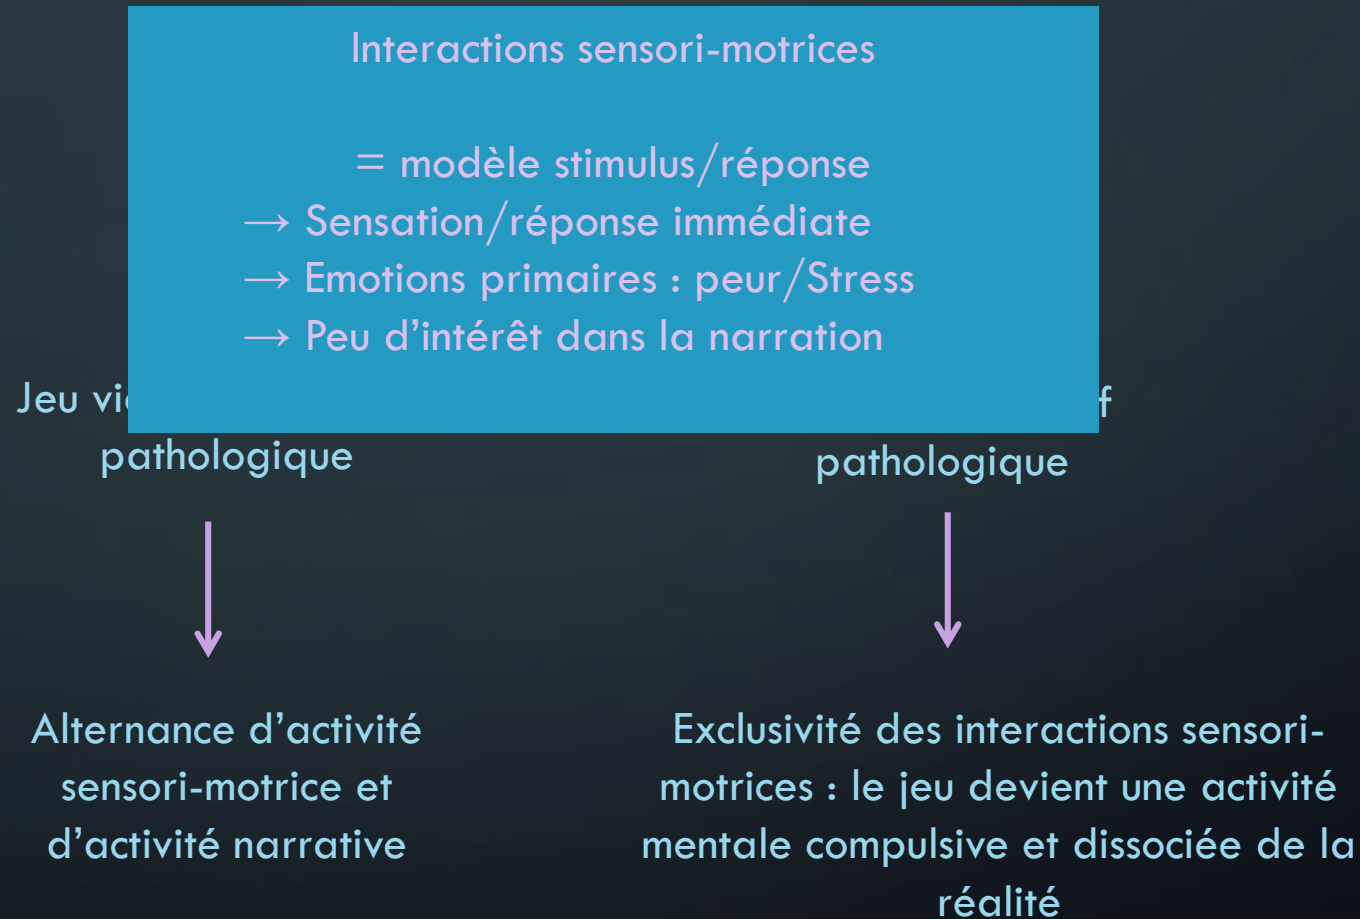 Interactions sensori-motrices
= modèle stimulus/réponse
→ Sensation/réponse immédiate
→ Emotions primaires : peur/Stress
→ Peu d'intérêt dans la narration
Jeu
pathologique
pathologique
Alternance d'activité
sensori-motrice et
d'activité narrative
Exclusivité des interactions sensori-
motrices : le jeu devient une activité
mentale compulsive et dissociée de la
réalité